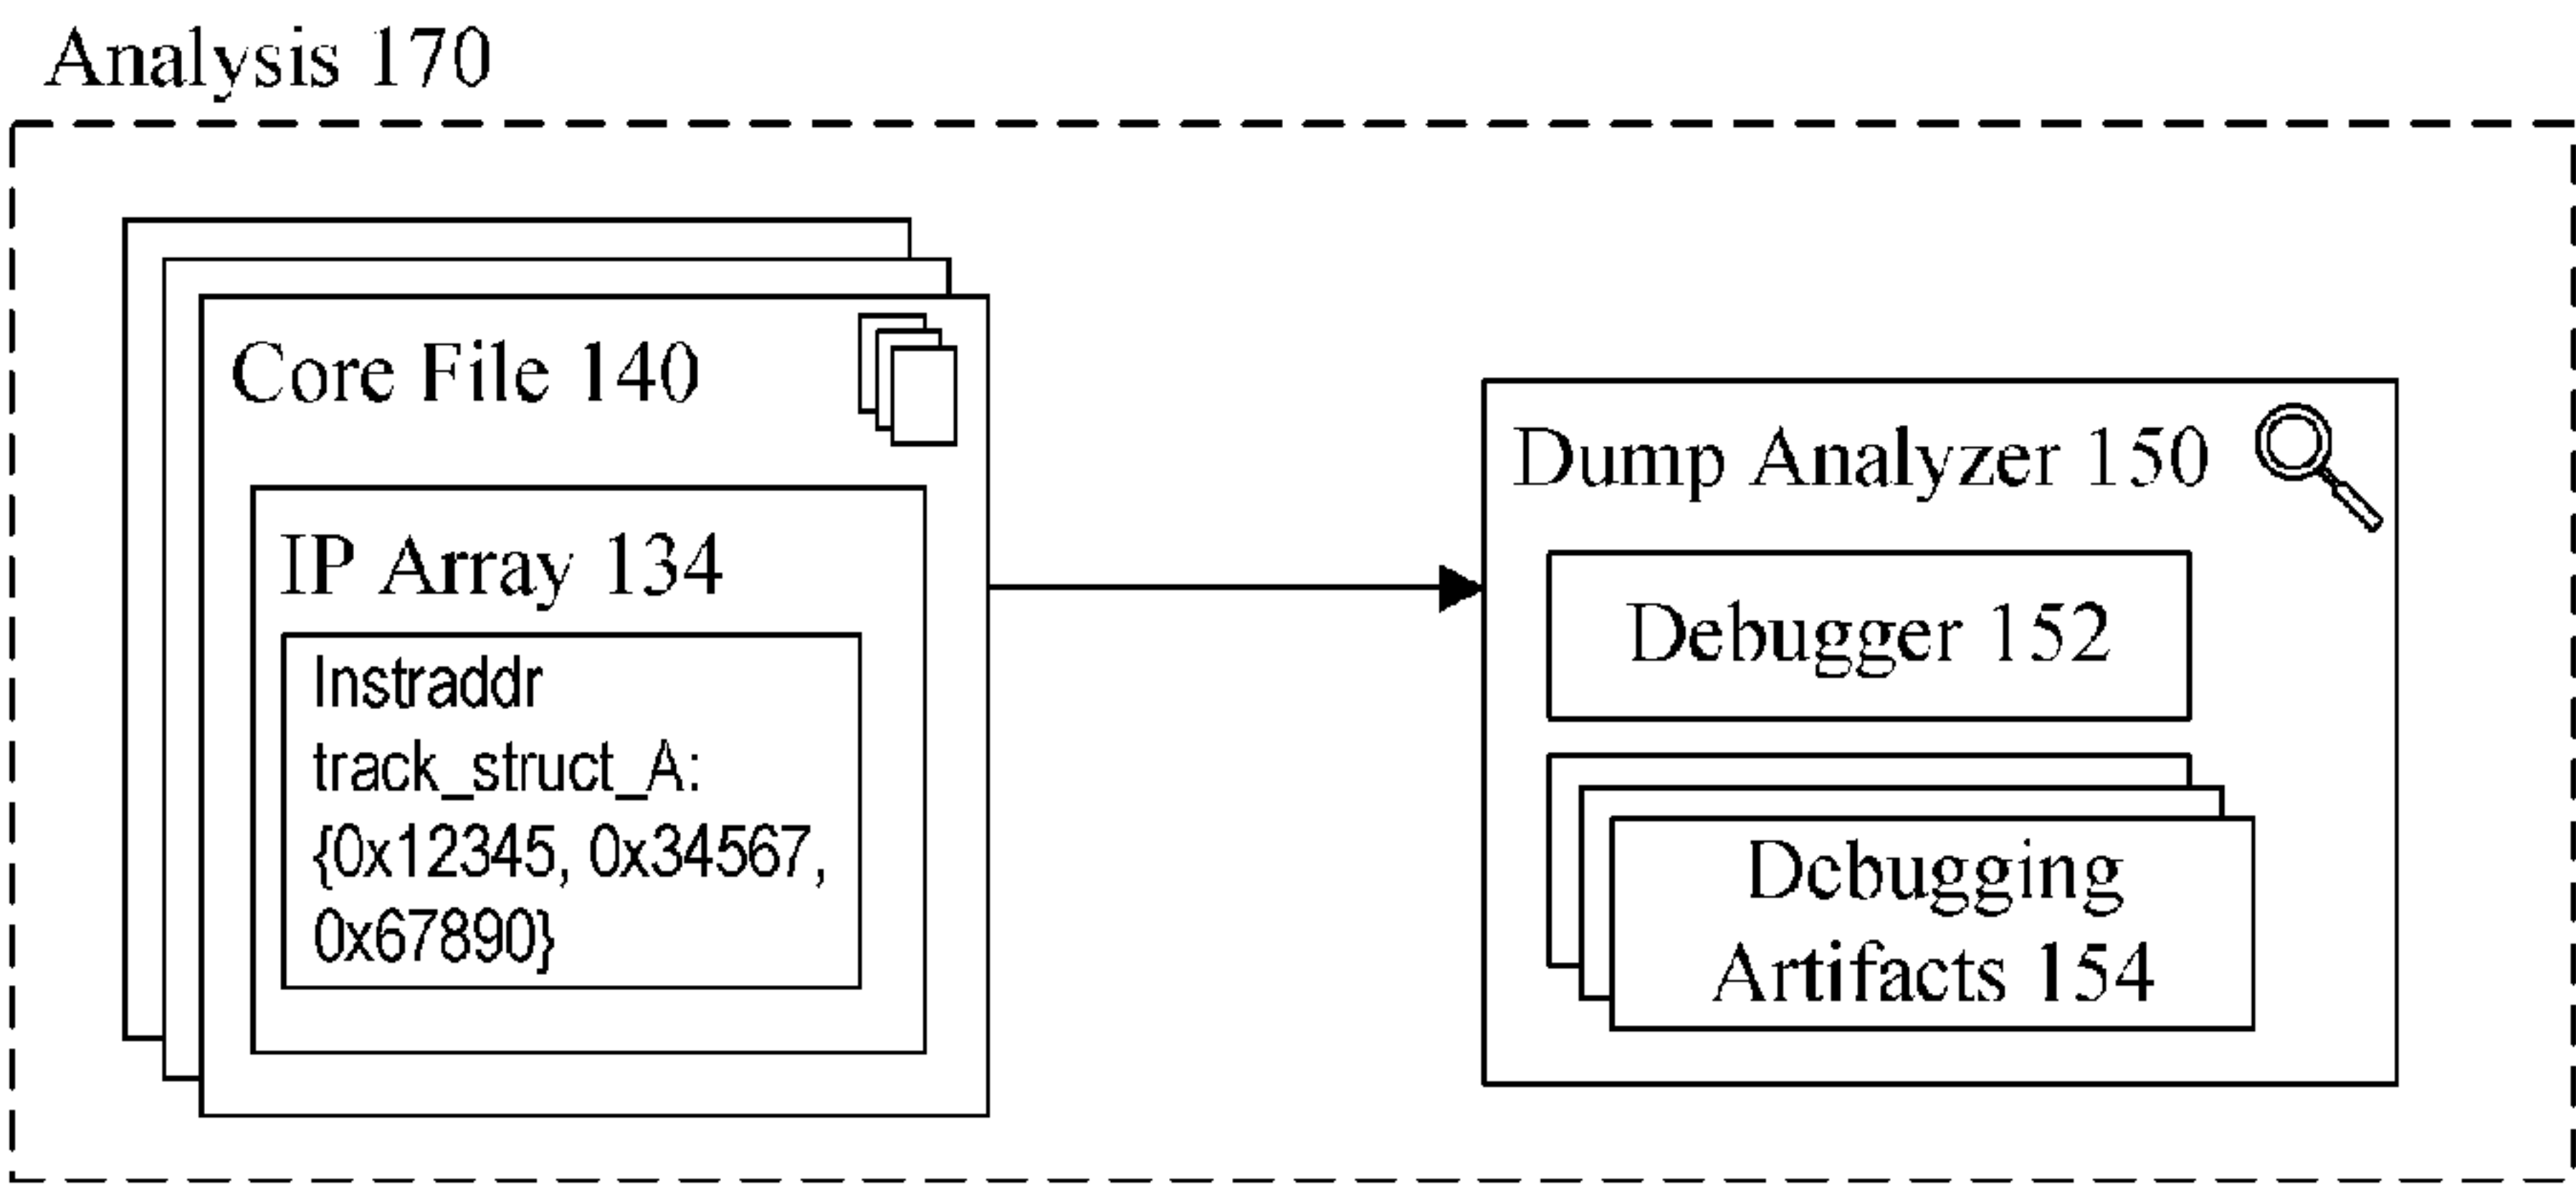 Analysis 170
Core File 140
IP Array 134
Instraddr
track_struct_A:
{0x12345, 0x34567,
0x67890}
Dump Analyzer 150
Debugger 152
Debugging
Artifacts 154